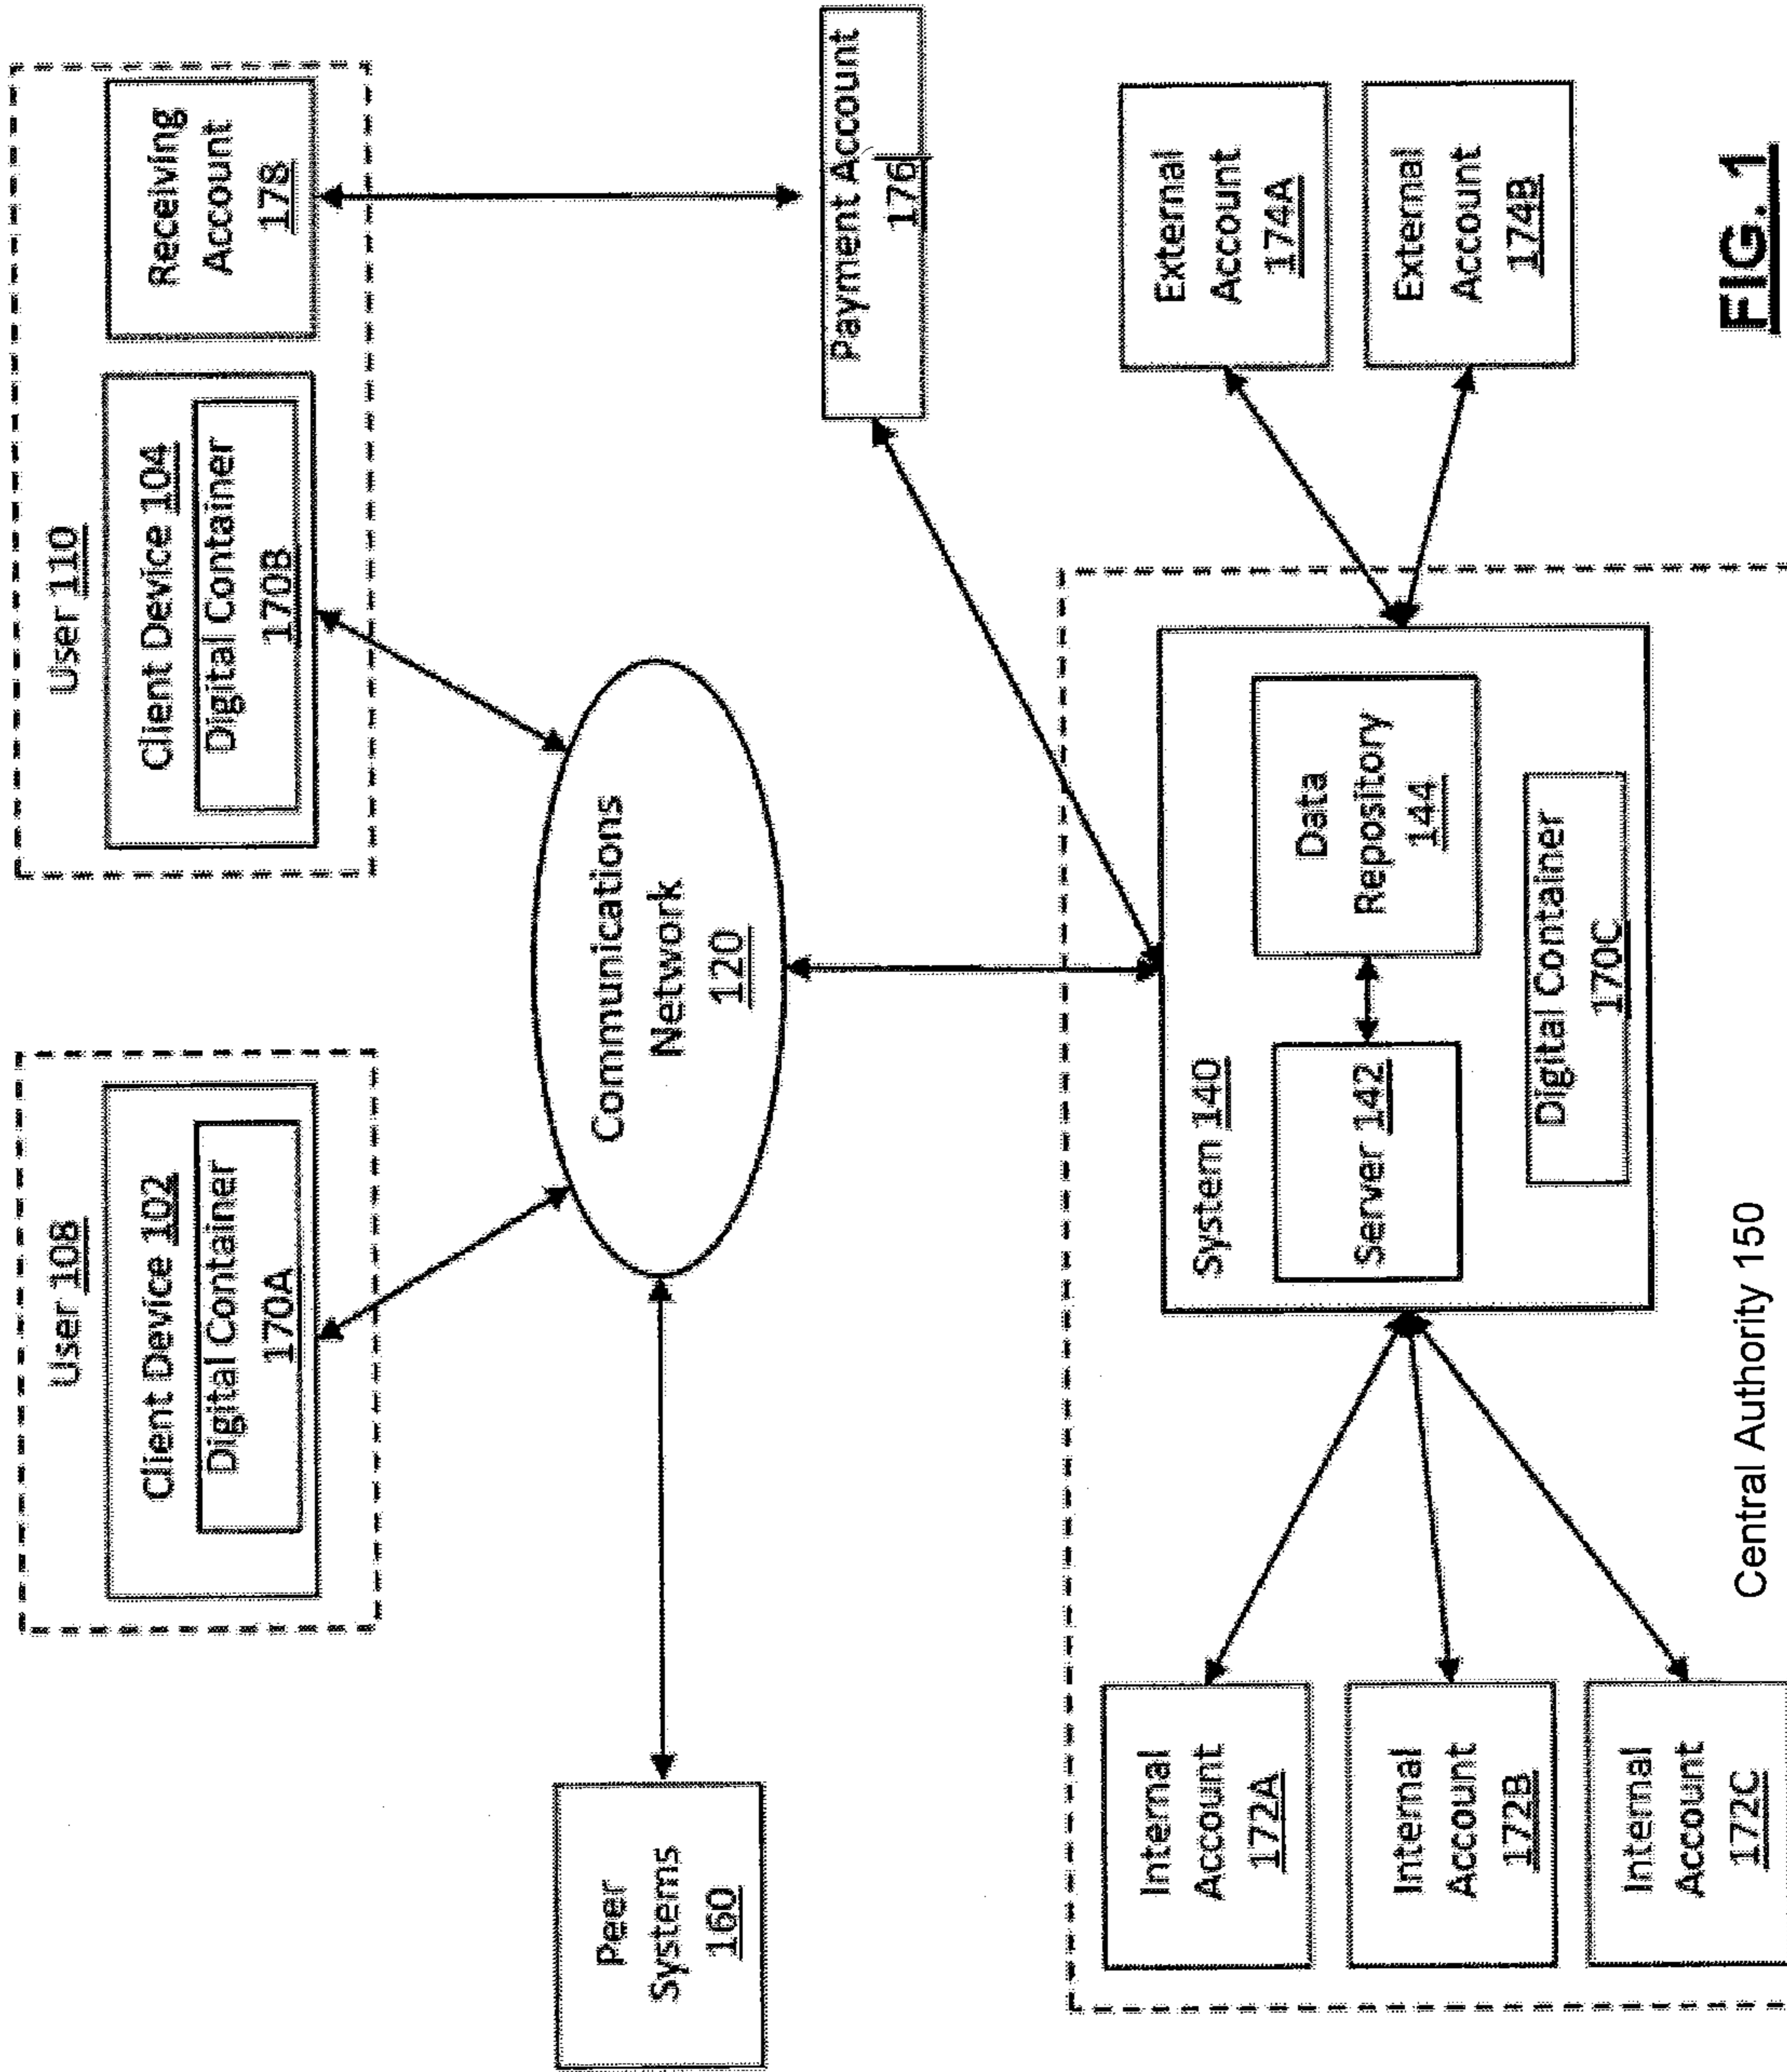 User 108
Client Device 102
Digital Container
170A
User 110
Client Device 104
Digital Container
170B
Receiving
Account
178
Peer
Systems
160
Communications
Network
120
Payment Account
176
System 140
Server 142
Data
Repository
144
Digital Container
170C
Internal
Account
172A
Internal
Account
172B
Internal
Account
172C
External
Account
174A
External
Account
174B
Central Authority 150
FIG. 1